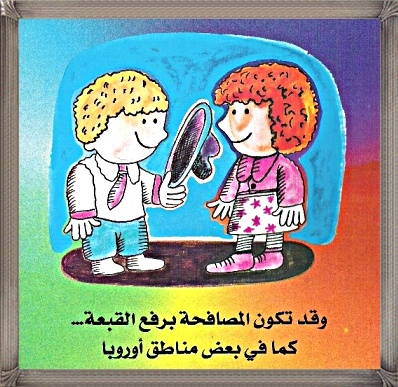 وقد تكون المصافحة برفع القبعة...
كما في بعض مناطق أوروبا